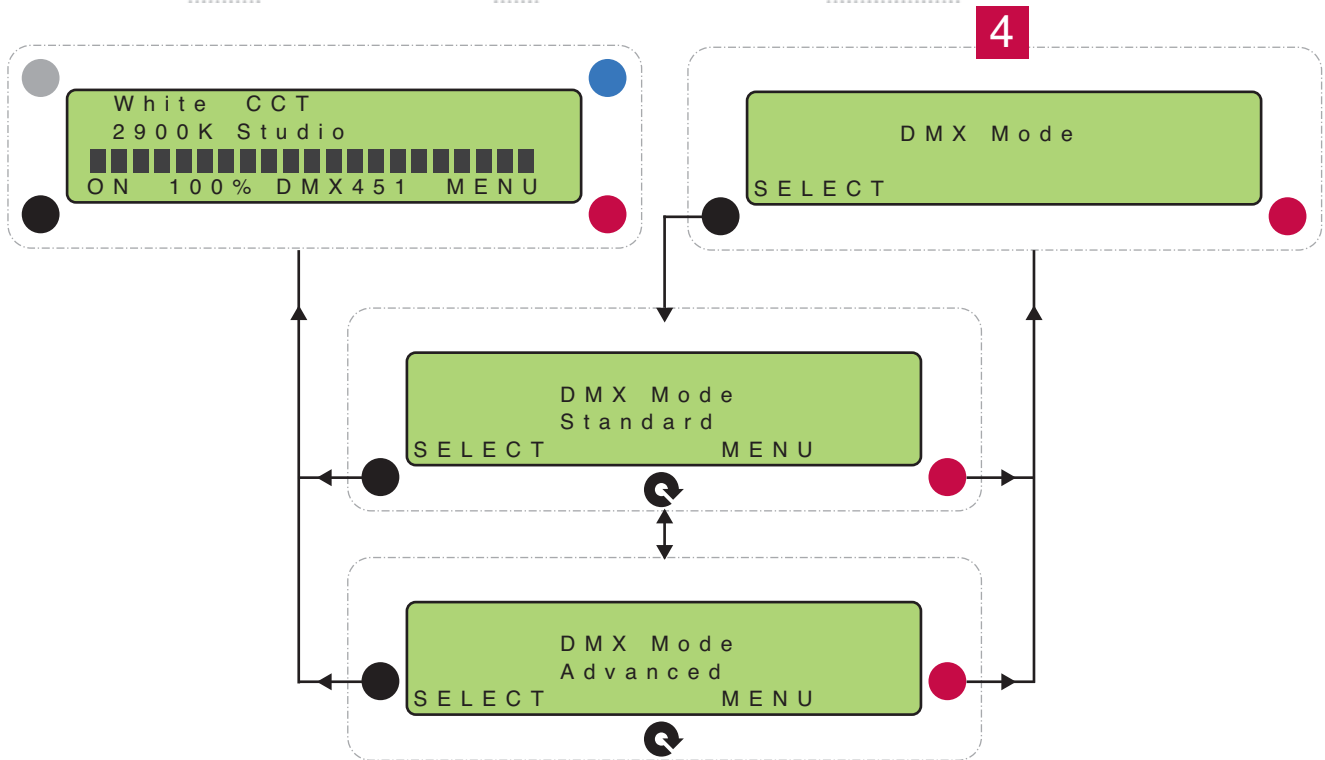 4
White CCT
2900K Studio
ON 100% DMX451 MENU
DMX Mode
SELECT
DMX Mode
Standard
SELECT MENU
DMX Mode
Advanced
SELECT MENU